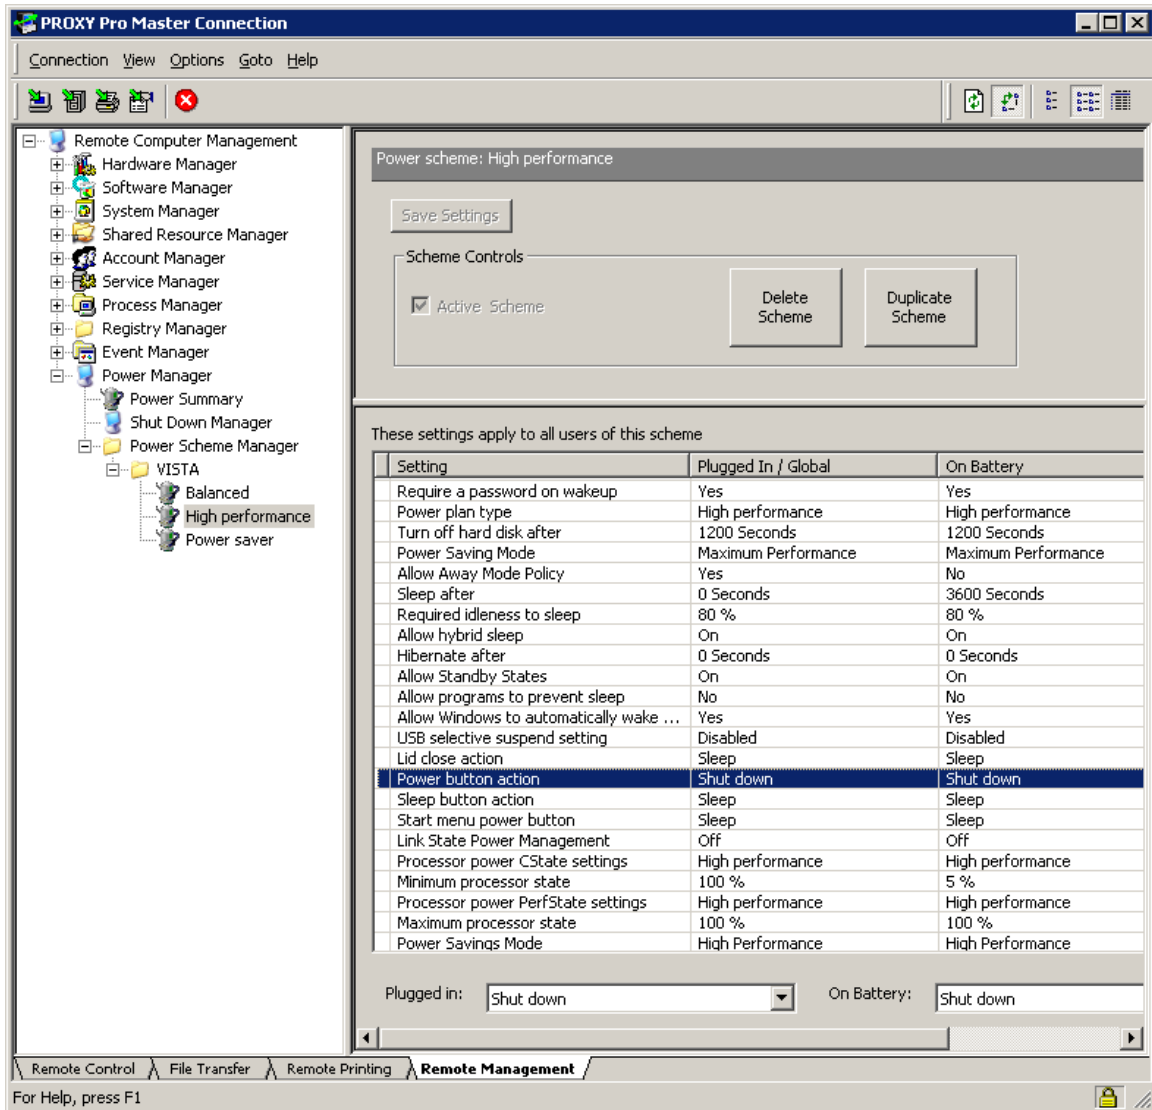 PROXY Pro Master Connection
Connection View Options Goto Help
Remote Computer Management
Hardware Manager
Software Manager
System Manager
Shared Resource Manager
Account Manager
Service Manager
Process Manager
Registry Manager
Event Manager
Power Manager
Power Summary
Shut Down Manager
Power Scheme Manager
VISTA
Balanced
High performance
Power saver
Power scheme: High performance
Save Settings
Scheme Controls
Active Scheme
Delete
Scheme
Duplicate
Scheme
These settings apply to all users of this scheme
Setting Plugged In / Global On Battery
Require a password on wakeup Yes Yes
Power plan type High performance High performance
Turn off hard disk after 1200 Seconds 1200 Seconds
Power Saving Mode Maximum Performance Maximum Performance
Allow Away Mode Policy Yes No
Sleep after 0 Seconds 3600 Seconds
Required idleness to sleep 80 % 80 %
Allow hybrid sleep On On
Hibernate after 0 Seconds 0 Seconds
Allow Standby States On On
Allow programs to prevent sleep No No
Allow Windows to automatically wake ... Yes Yes
USB selective suspend setting Disabled Disabled
Lid close action Sleep Sleep
Power button action Shut down Shut down
Sleep button action Sleep Sleep
Start menu power button Sleep Sleep
Link State Power Management Off Off
Processor power CState settings High performance High performance
Minimum processor state 100 % 5 %
Processor power PerfState settings High performance High performance
Maximum processor state 100 % 100 %
Power Savings Mode High Performance High Performance
Plugged in: Shut down On Battery: Shut down
Remote Control File Transfer Remote Printing Remote Management
For Help, press F1